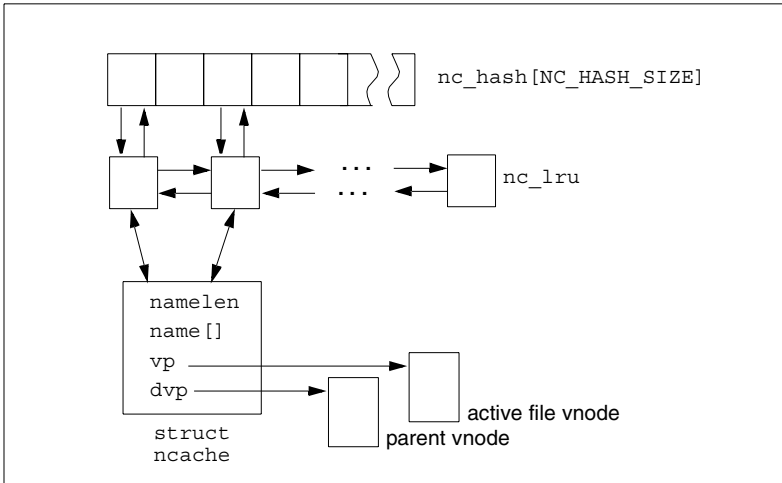 nc_hash[NC_HASH_SIZE]
...
...
nc_lru
namelen
name[]
vp
dvp
active file vnode
parent vnode
struct
ncache